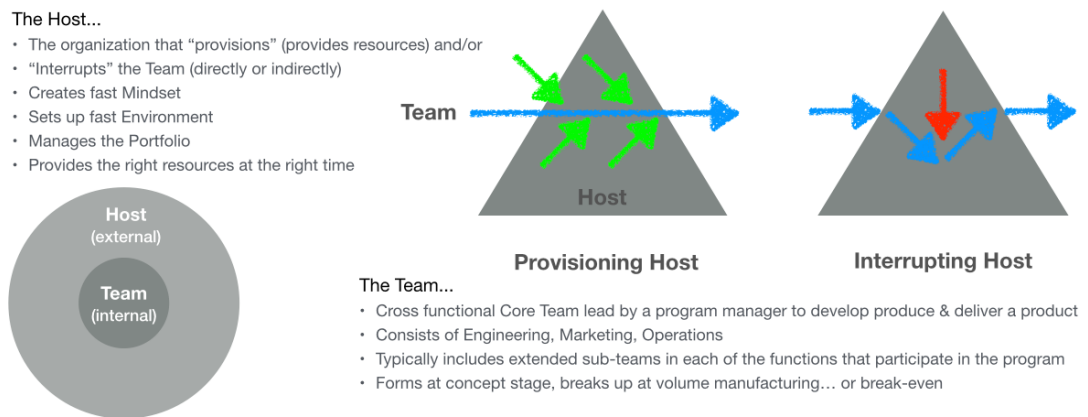 The Host...
• The organization that “provisions” (provides resources) and/or
• “Interrupts” the Team (directly or indirectly)
• Creates fast Mindset
• Sets up fast Environment
• Manages the Portfolio
• Provides the right resources at the right time
Team
Host
Provisioning Host
Interrupting Host
Host
(external)
Team
(internal)
The Team...
• Cross functional Core Team lead by a program manager to develop produce & deliver a product
• Consists of Engineering, Marketing, Operations
• Typically includes extended sub-teams in each of the functions that participate in the program
• Forms at concept stage, breaks up at volume manufacturing… or break-even